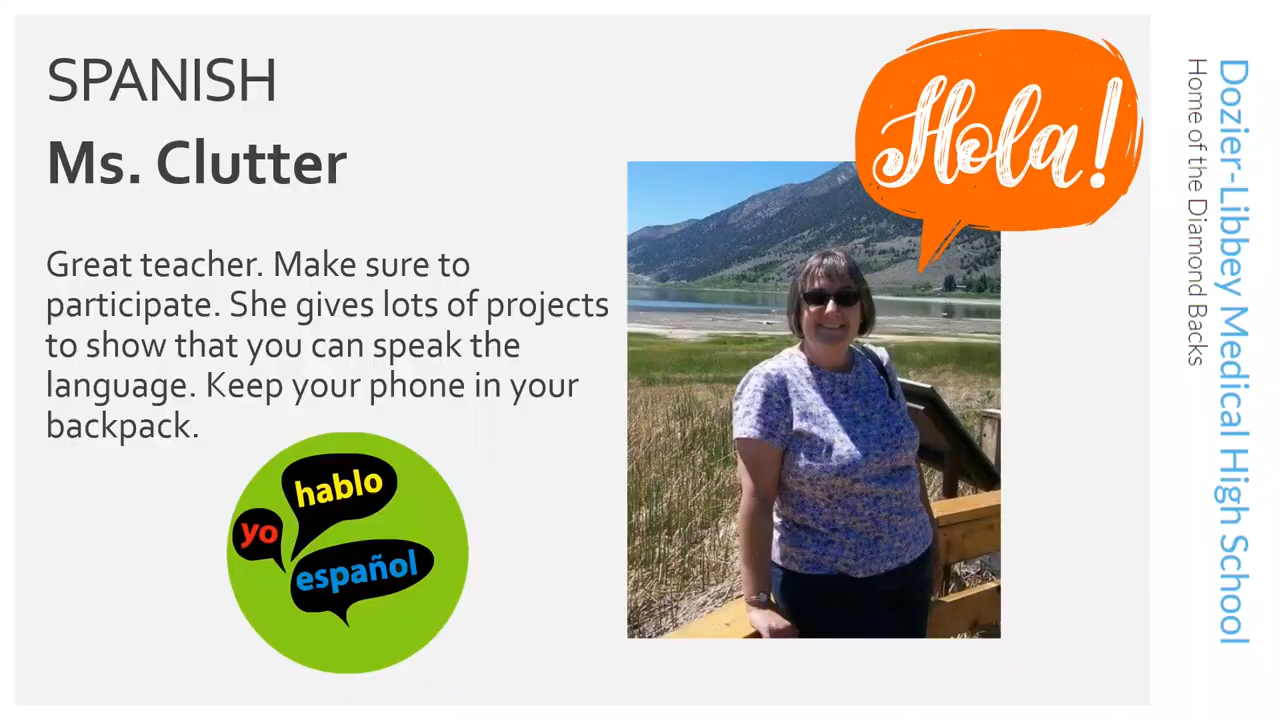 SPANISH
Ms. Clutter
Great teacher. Make sure to
participate. She gives lots of projects
to show that you can speak the
language. Keep your phone in your
backpack.
hablo
yo
español
Hola!
Dozier-Libbey Medical High School
Home of the Diamond Backs